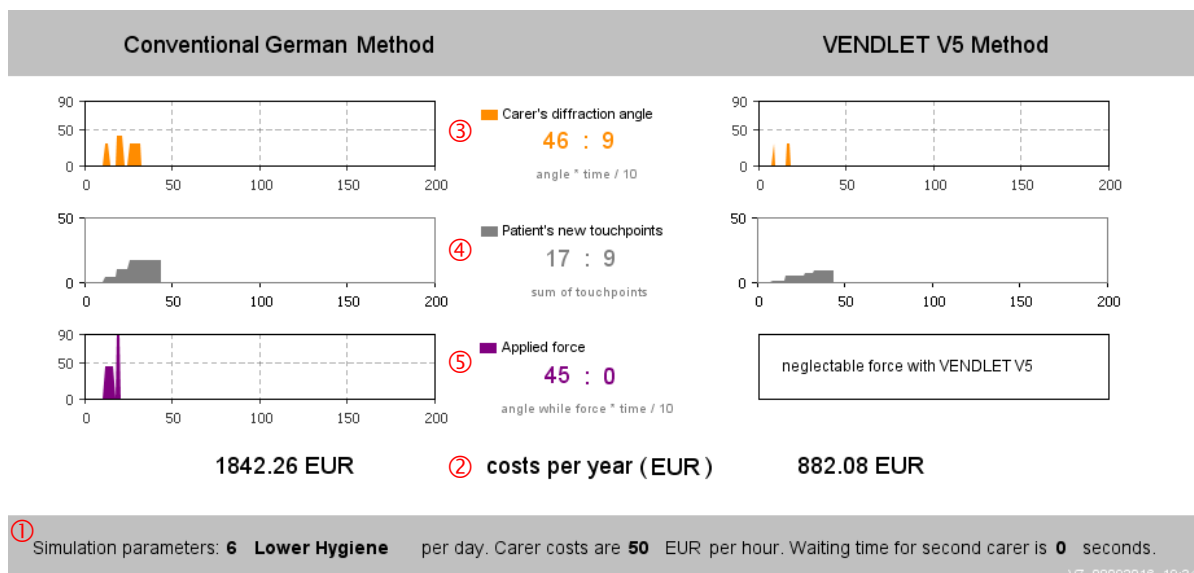 Conventional German Method
VENDLET V5 Method
90
50
0
0 50 100 150 200
③
Carer's diffraction angle
46 : 9
angle * time / 10
90
50
0
0 50 100 150 200
50
0
0 50 100 150 200
④
Patient's new touchpoints
17 : 9
sum of touchpoints
50
0
0 50 100 150 200
90
50
0
0 50 100 150 200
⑤
Applied force
45 : 0
angle while force * time / 10
neglectable force with VENDLET V5
1842.26 EUR
② costs per year (EUR)
882.08 EUR
①
Simulation parameters: 6 Lower Hygiene per day. Carer costs are 50 EUR per hour. Waiting time for second carer is 0 seconds.